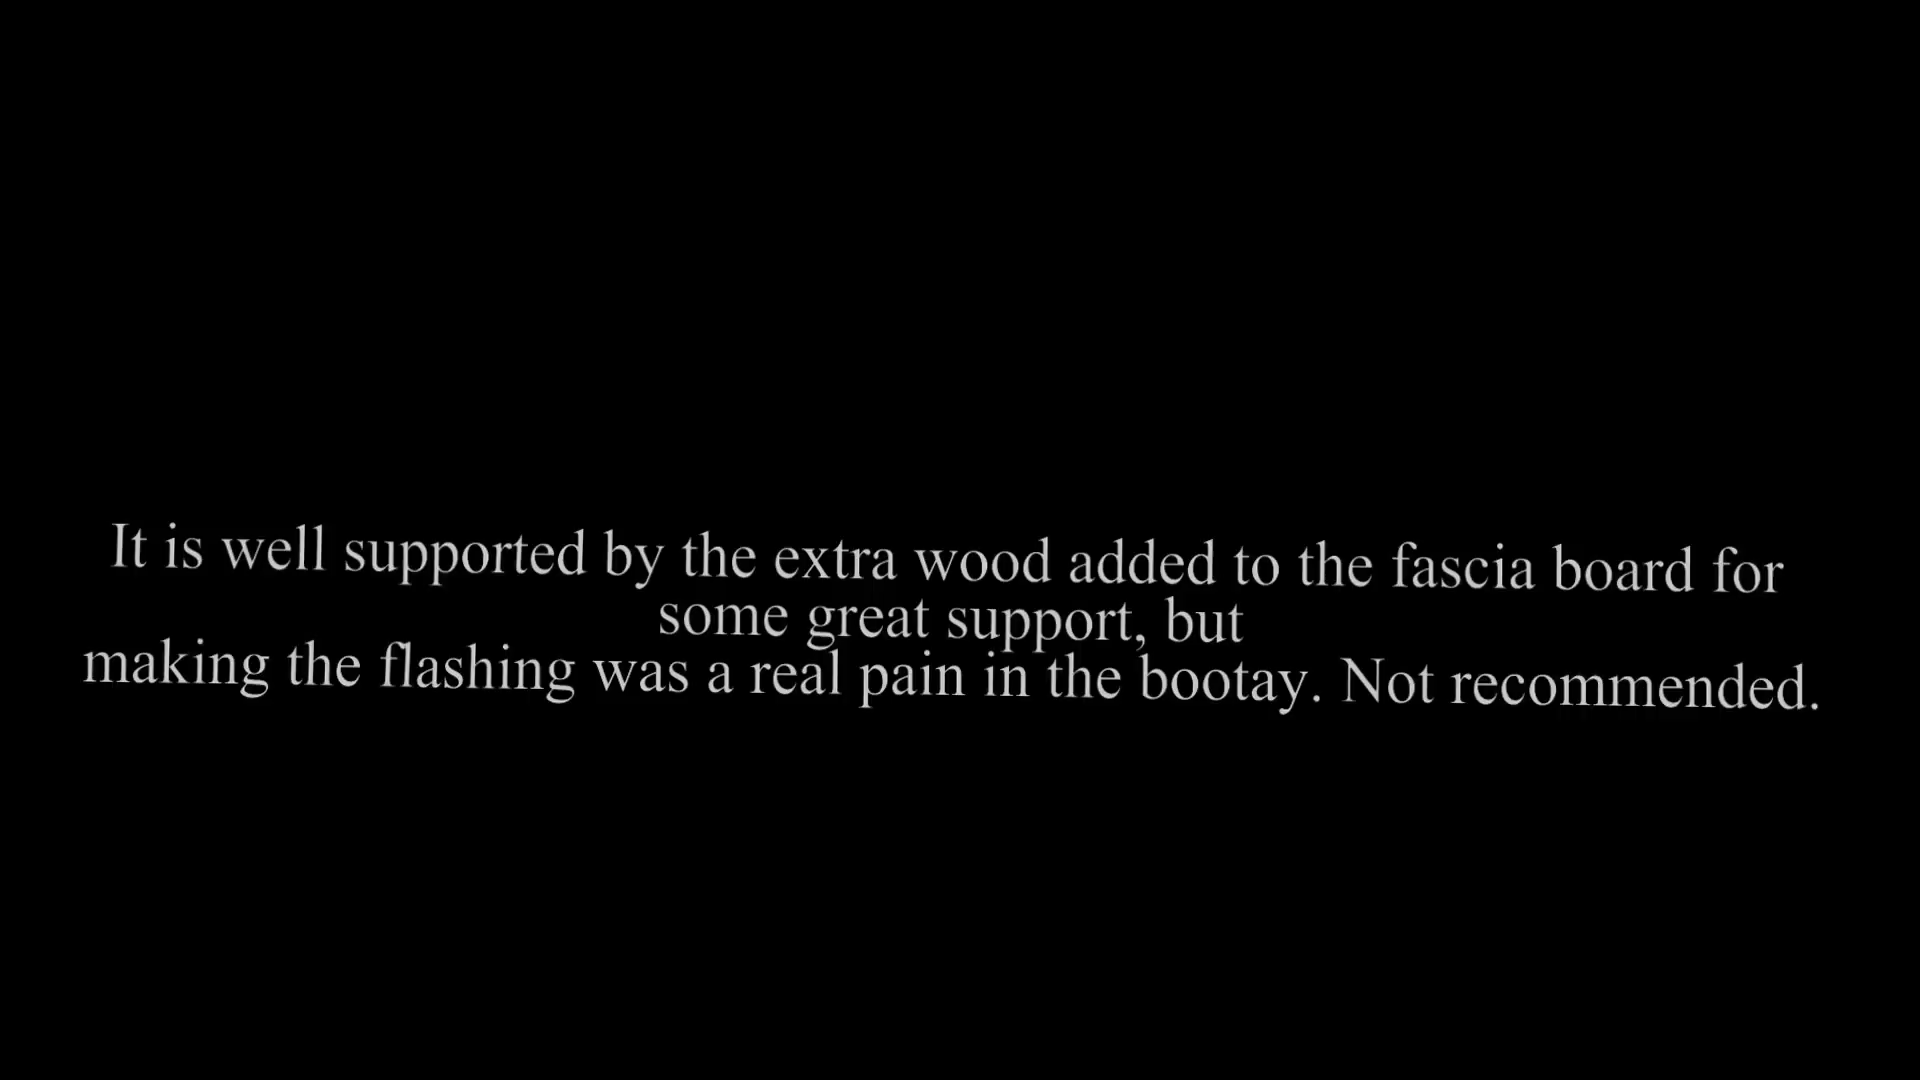 It is well supported by the extra wood added to the fascia board for
some great support, but
making the flashing was a real pain in the bootay. Not recommended.